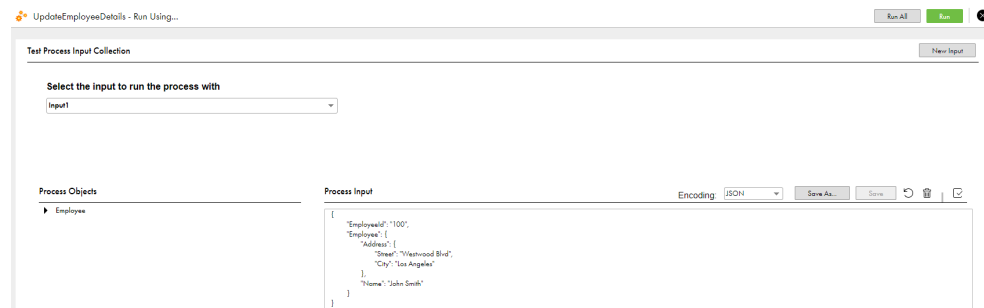 UpdateEmployeeDetails - Run Using...
Run All
Run
Test Process Input Collection
New Input
Select the input to run the process with
Input1
Process Objects
Process Input
Encoding:
JSON
Save As...
Save
Employee
{
"EmployeeId": "100",
"Employee": {
"Address": {
"Street": "Westwood Blvd",
"City": "Los Angeles"
},
"Name": "John Smith"
}
}